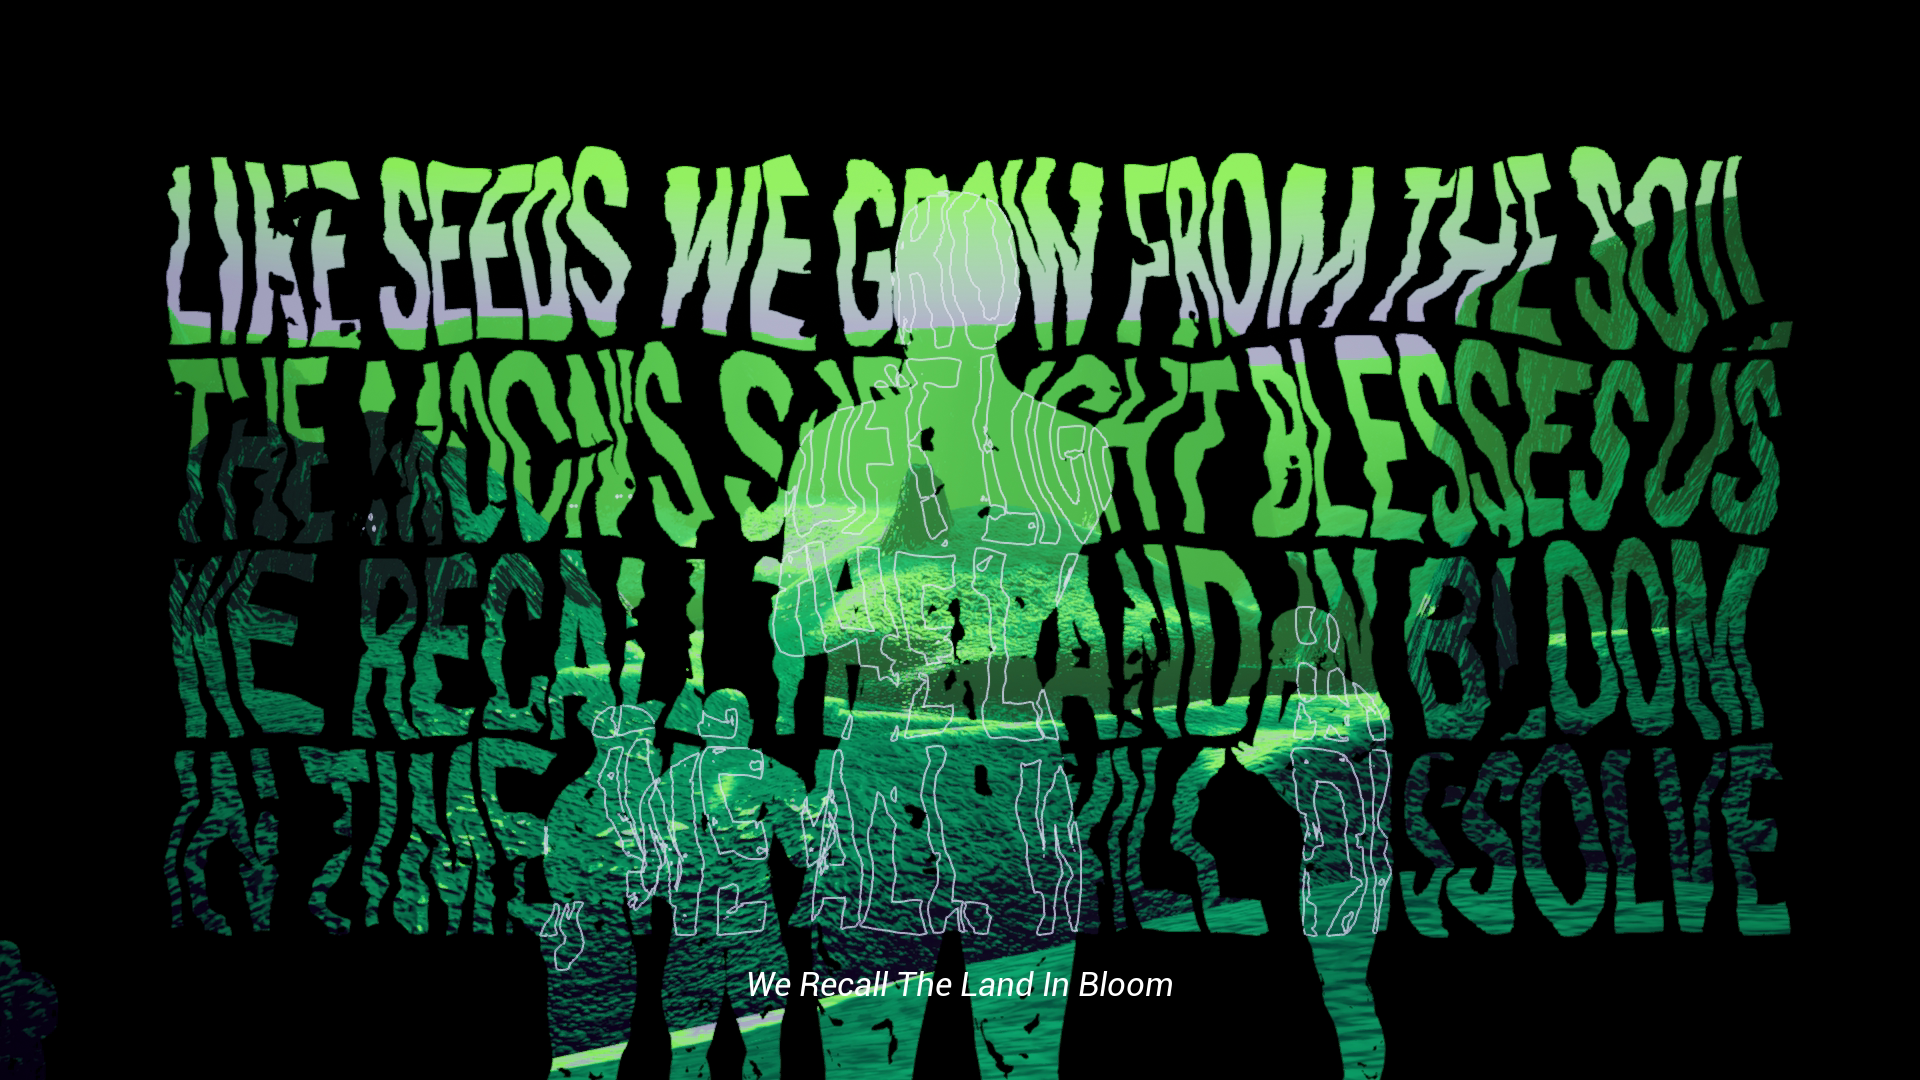 LIKE SEEDS WE GROW FROM THE SOIL
THE MOON'S SOFT LIGHT BLESSES US
WE RECALL THE LAND IN BLOOM
IN TIME WE ALL WILL DISSOLVE
We Recall The Land In Bloom